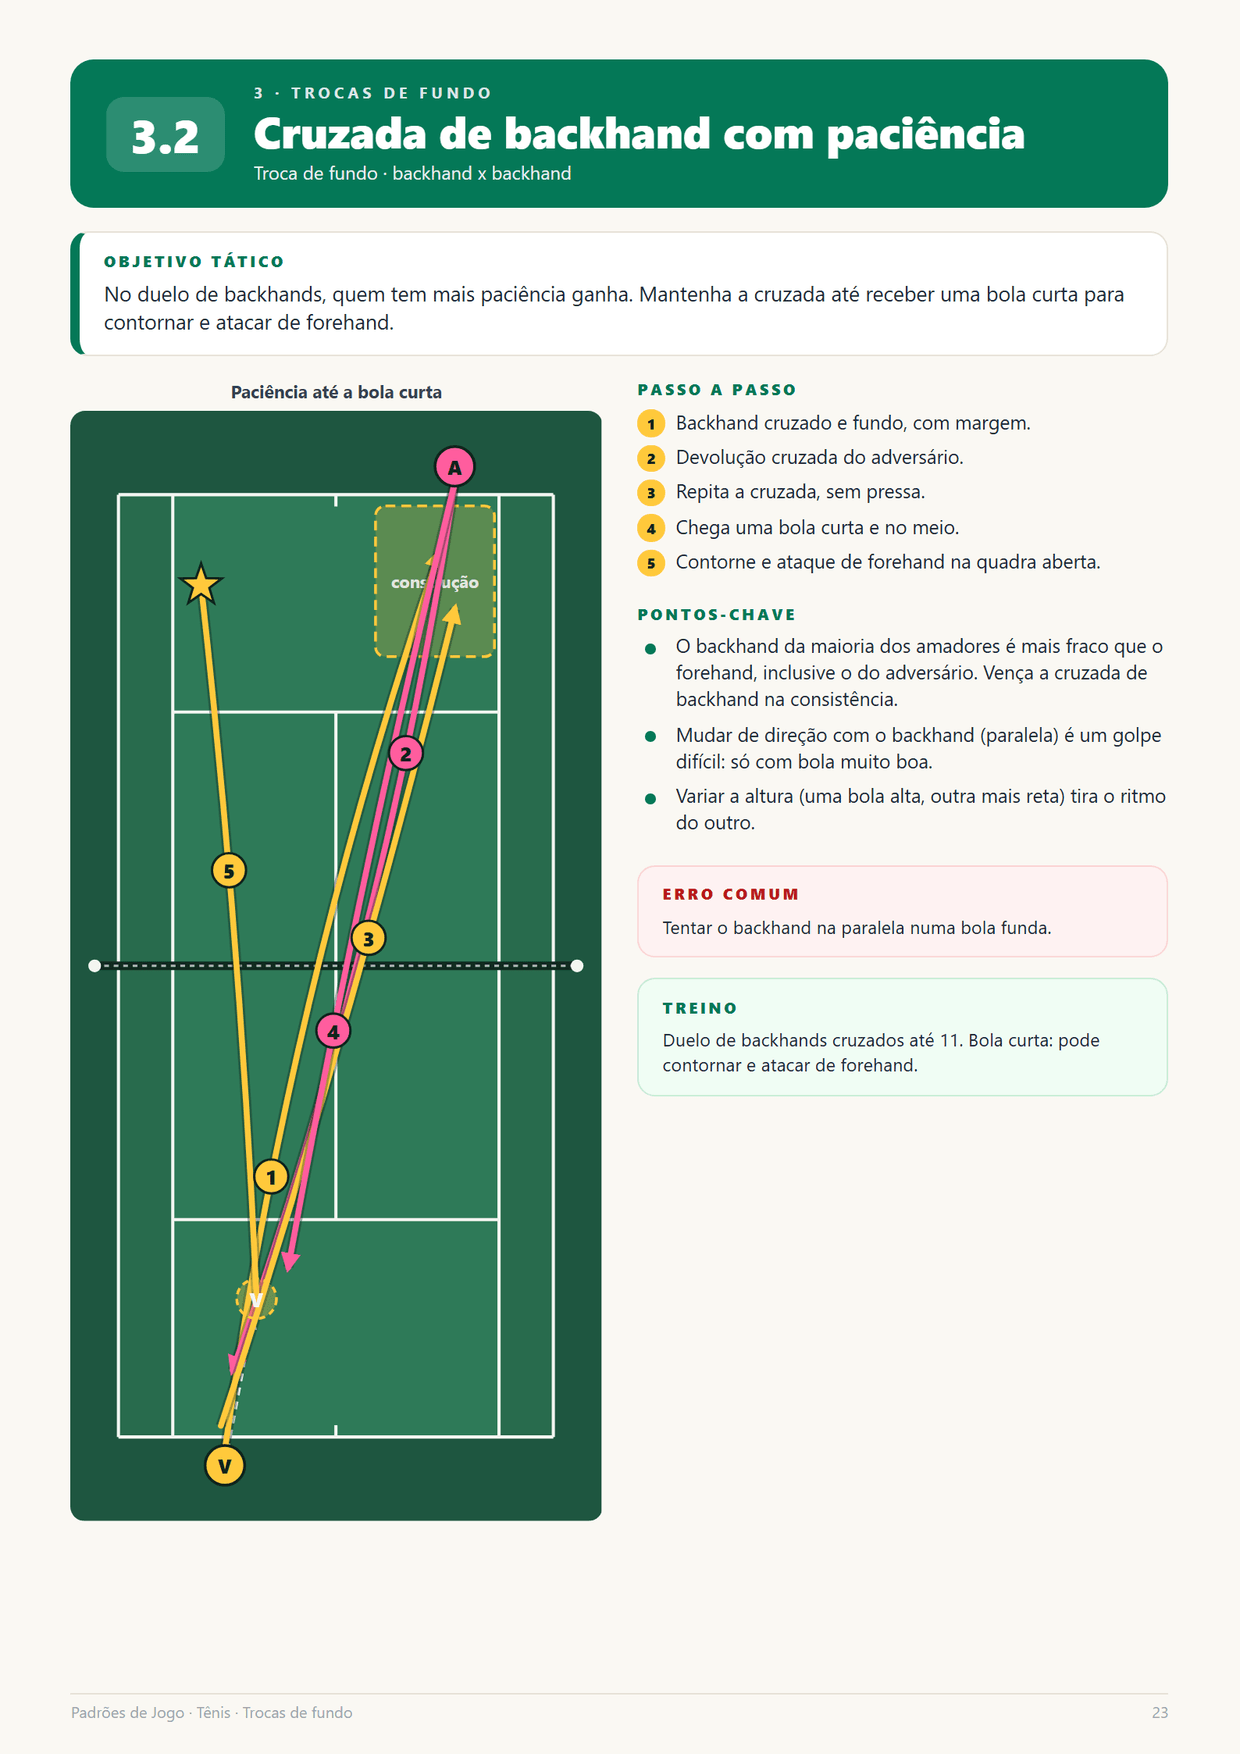 3 · TROCAS DE FUNDO
3.2
Cruzada de backhand com paciência
Troca de fundo · backhand x backhand
OBJETIVO TÁTICO
No duelo de backhands, quem tem mais paciência ganha. Mantenha a cruzada até receber uma bola curta para
contornar e atacar de forehand.
Paciência até a bola curta
A
construção
2
5
3
4
1
V
V
PASSO A PASSO
1 Backhand cruzado e fundo, com margem.
2 Devolução cruzada do adversário.
3 Repita a cruzada, sem pressa.
4 Chega uma bola curta e no meio.
5 Contorne e ataque de forehand na quadra aberta.
PONTOS-CHAVE
O backhand da maioria dos amadores é mais fraco que o
forehand, inclusive o do adversário. Vença a cruzada de
backhand na consistência.
Mudar de direção com o backhand (paralela) é um golpe
difícil: só com bola muito boa.
Variar a altura (uma bola alta, outra mais reta) tira o ritmo
do outro.
ERRO COMUM
Tentar o backhand na paralela numa bola funda.
TREINO
Duelo de backhands cruzados até 11. Bola curta: pode
contornar e atacar de forehand.
Padrões de Jogo · Tênis · Trocas de fundo
23